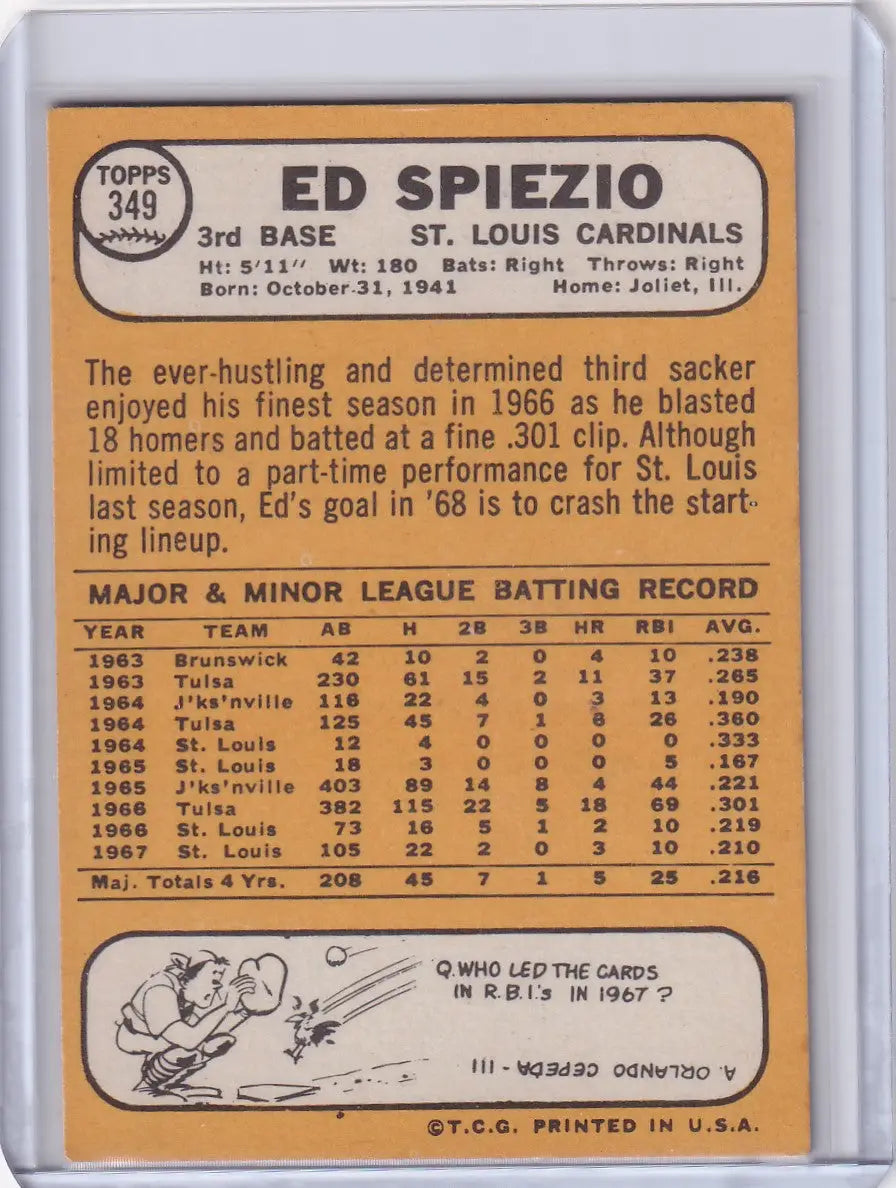 TOPPS
349
ED SPIEZIO
3rd BASE ST. LOUIS CARDINALS
Ht: 5'11" Wt: 180 Bats: Right Throws: Right
Born: October 31, 1941 Home: Joliet, Ill.
The ever-hustling and determined third sacker
enjoyed his finest season in 1966 as he blasted
18 homers and batted at a fine .301 clip. Although
limited to a part-time performance for St. Louis
last season, Ed's goal in '68 is to crash the start-
ing lineup.
MAJOR & MINOR LEAGUE BATTING RECORD
YEAR TEAM AB H 2B 3B HR RBI AVG.
1963 Brunswick 42 10 2 0 4 10 .238
1963 Tulsa 230 61 15 2 11 37 .265
1964 J'ks'nville 116 22 4 0 3 13 .190
1964 Tulsa 125 45 7 1 6 26 .360
1964 St. Louis 12 4 0 0 0 0 .333
1965 St. Louis 18 3 0 0 0 5 .167
1965 J'ks'nville 403 89 14 8 4 44 .221
1966 Tulsa 382 115 22 5 18 69 .301
1966 St. Louis 73 16 5 1 2 10 .219
1967 St. Louis 105 22 2 0 3 10 .210
Maj. Totals 4 Yrs. 208 45 7 1 5 25 .216
Q. WHO LED THE CARDS
IN R.B.I.'s IN 1967?
A. ORLANDO CEPEDA - 111
©T.C.G. PRINTED IN U.S.A.